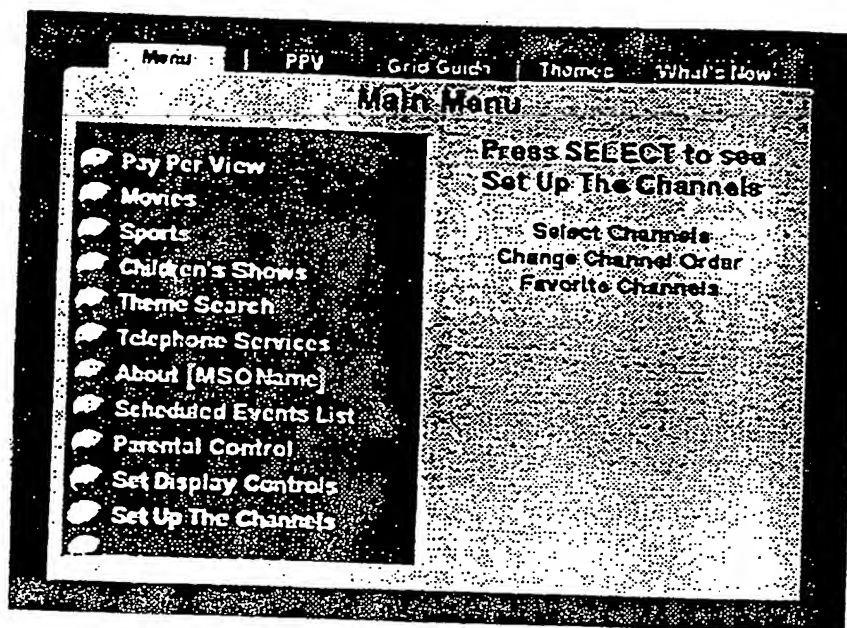 Menu | PPV Grid Guide | Themes What's New
Main Menu
Pay Per View
Movies
Sports
Children's Shows
Theme Search
Telephone Services
About [MSO Name]
Scheduled Events List
Parental Control
Set Display Controls
Set Up The Channels
Press SELECT to see
Set Up The Channels
Select Channels
Change Channel Order
Favorite Channels